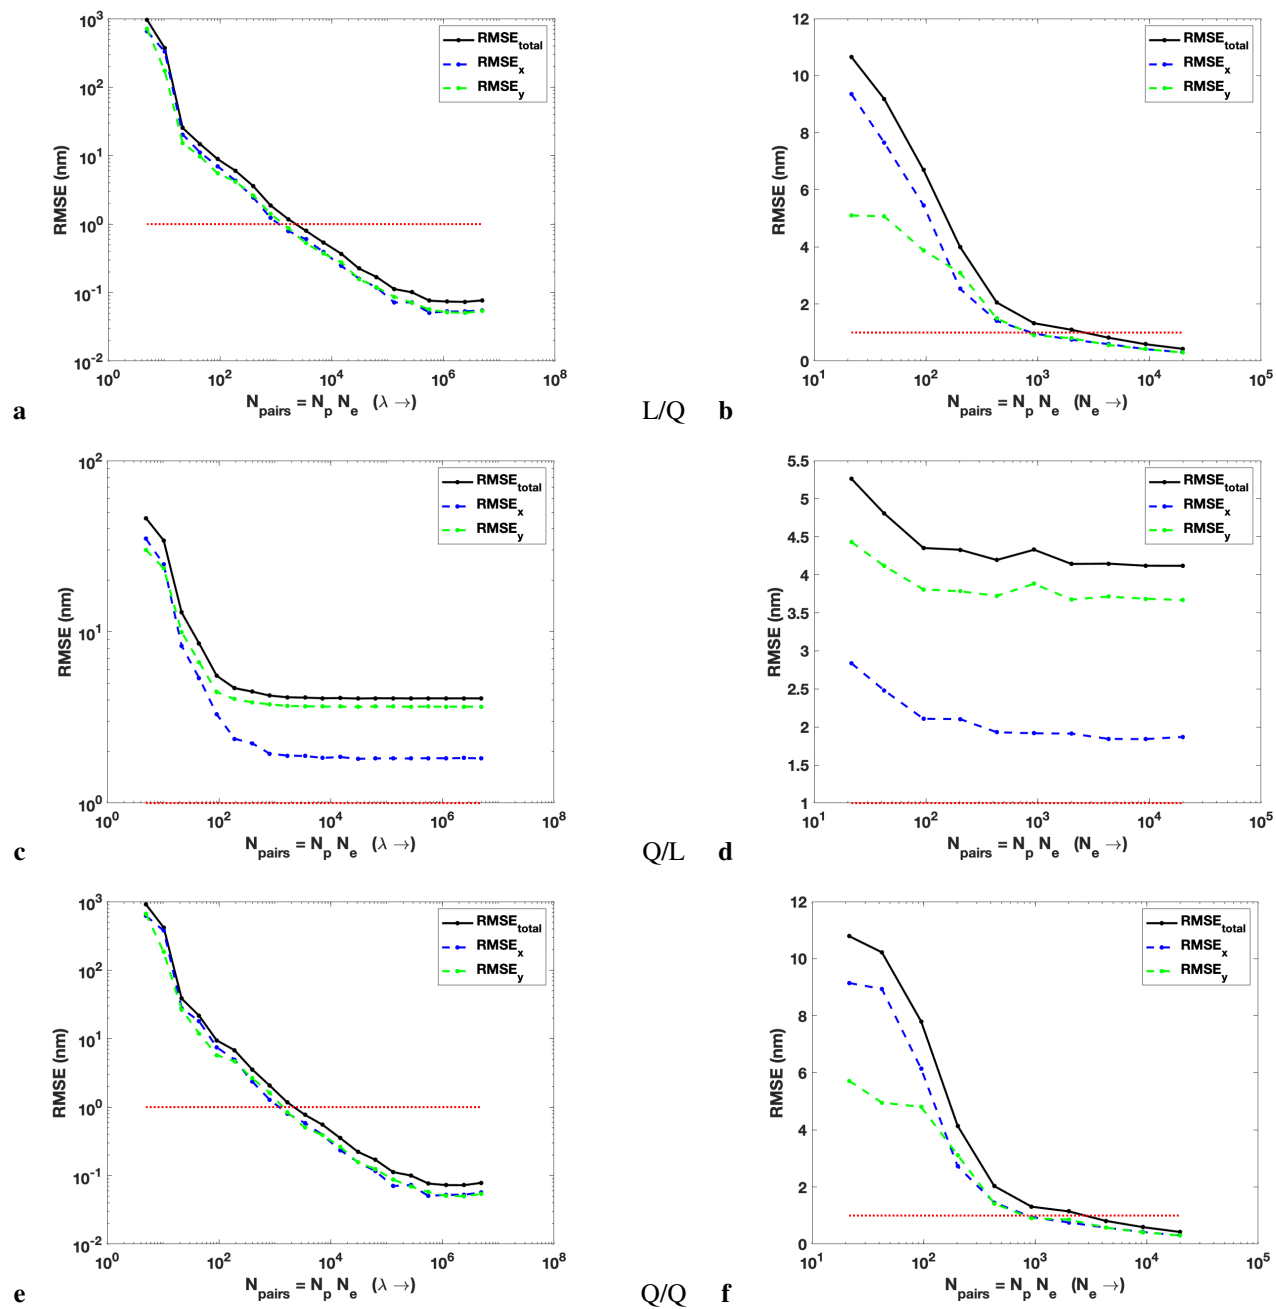 10^3
10^2
10^1
10^0
10^-1
10^-2
RMSE (nm)
10^0 10^2 10^4 10^6 10^8
N_pairs = N_p N_e (λ →)
RMSE_total
RMSE_x
RMSE_y
a
L/Q
12
10
8
6
4
2
0
RMSE (nm)
10^1 10^2 10^3 10^4 10^5
N_pairs = N_p N_e (N_e →)
RMSE_total
RMSE_x
RMSE_y
b
10^2
10^1
10^0
RMSE (nm)
10^0 10^2 10^4 10^6 10^8
N_pairs = N_p N_e (λ →)
RMSE_total
RMSE_x
RMSE_y
c
Q/L
5.5
5
4.5
4
3.5
3
2.5
2
1.5
1
RMSE (nm)
10^1 10^2 10^3 10^4 10^5
N_pairs = N_p N_e (N_e →)
RMSE_total
RMSE_x
RMSE_y
d
10^3
10^2
10^1
10^0
10^-1
10^-2
RMSE (nm)
10^0 10^2 10^4 10^6 10^8
N_pairs = N_p N_e (λ →)
RMSE_total
RMSE_x
RMSE_y
e
Q/Q
12
10
8
6
4
2
0
RMSE (nm)
10^1 10^2 10^3 10^4 10^5
N_pairs = N_p N_e (N_e →)
RMSE_total
RMSE_x
RMSE_y
f